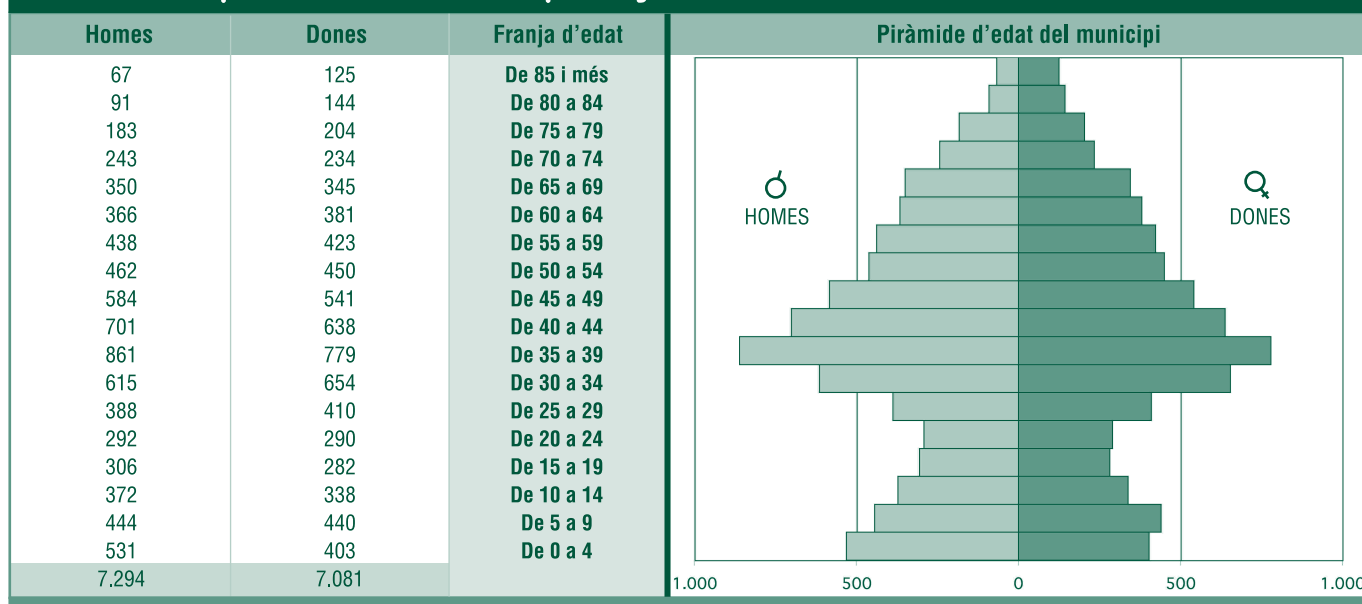 Homes Dones Franja d'edat Piràmide d'edat del municipi
67 125 De 85 i més
91 144 De 80 a 84
183 204 De 75 a 79
243 234 De 70 a 74
350 345 De 65 a 69
366 381 De 60 a 64
438 423 De 55 a 59
462 450 De 50 a 54
584 541 De 45 a 49
701 638 De 40 a 44
861 779 De 35 a 39
615 654 De 30 a 34
388 410 De 25 a 29
292 290 De 20 a 24
306 282 De 15 a 19
372 338 De 10 a 14
444 440 De 5 a 9
531 403 De 0 a 4
7.294 7.081
HOMES DONES
1.000 500 0 500 1.000